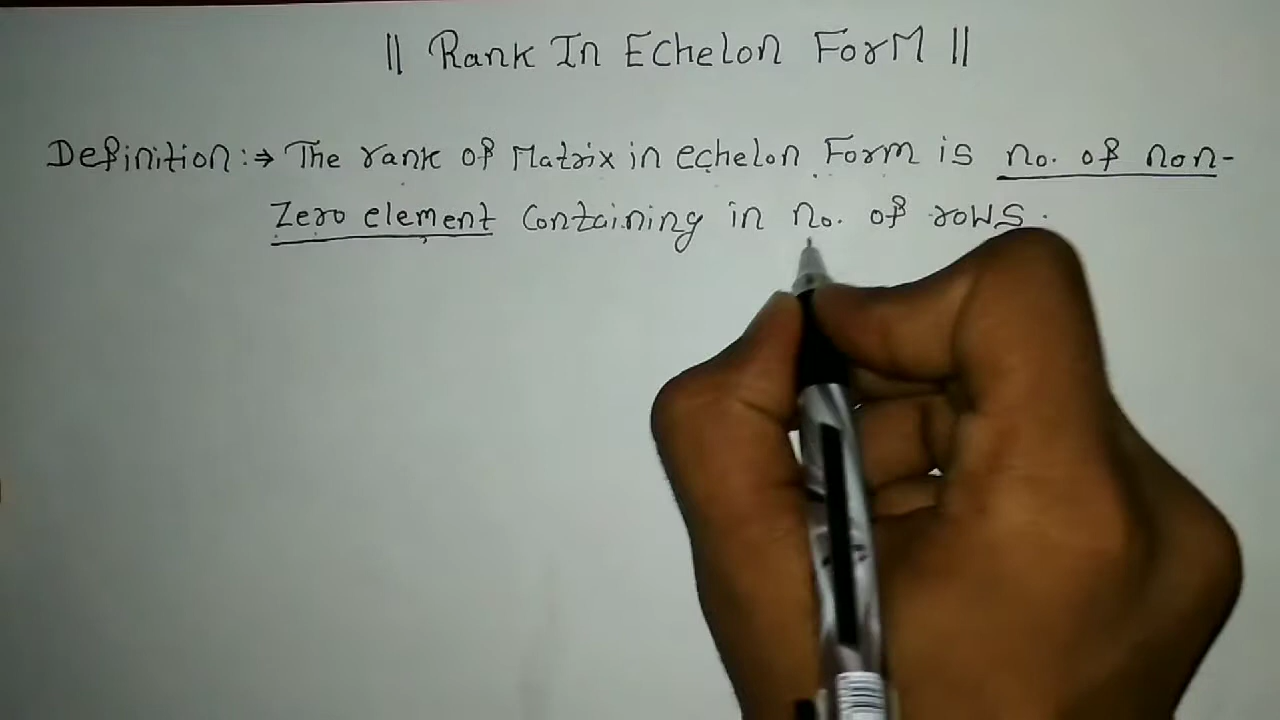 || Rank In Echelon Form ||
Definition:⇒ The rank of Matrix in echelon Form is no. of non-
Zero element Containing in no. of rows.